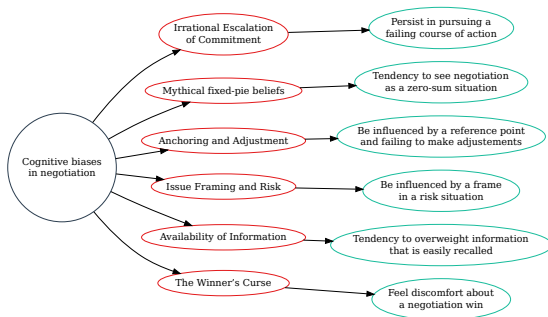 Cognitive biases
in negotiation
Irrational Escalation
of Commitment
Persist in pursuing a
failing course of action
Mythical fixed-pie beliefs
Tendency to see negotiation
as a zero-sum situation
Anchoring and Adjustment
Be influenced by a reference point
and failing to make adjustements
Issue Framing and Risk
Be influenced by a frame
in a risk situation
Availability of Information
Tendency to overweight information
that is easily recalled
The Winner's Curse
Feel discomfort about
a negotiation win